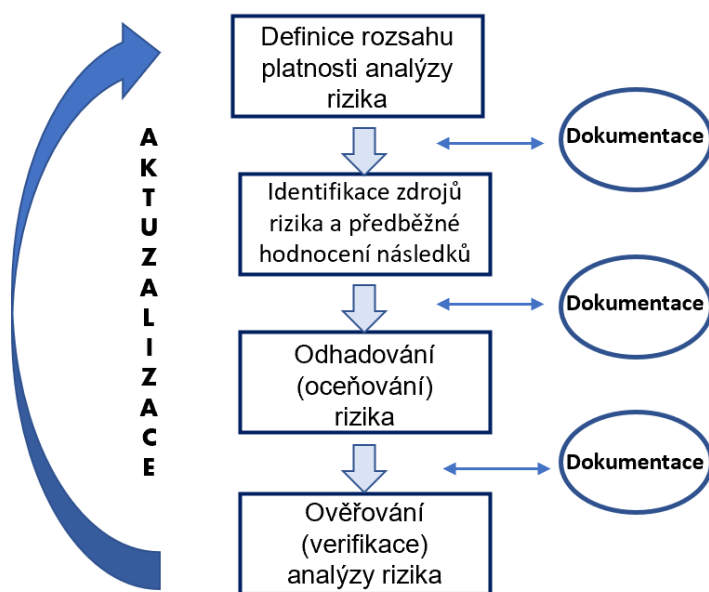 Definice rozsahu
platnosti analýzy
rizika
Dokumentace
Identifikace zdrojů
rizika a předběžné
hodnocení následků
Dokumentace
Odhadování
(oceňování)
rizika
Dokumentace
Ověřování
(verifikace)
analýzy rizika
AKTUZALIZACE